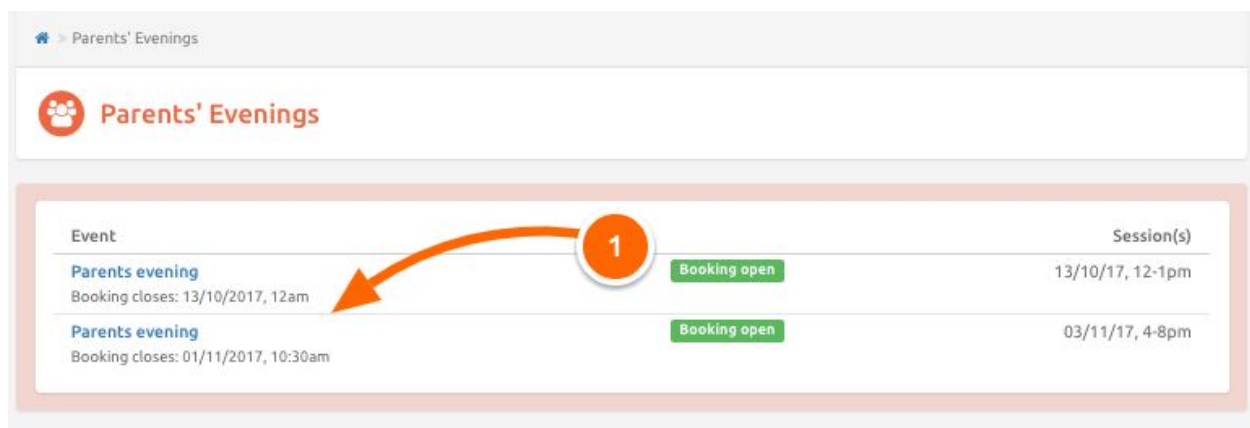 » Parents' Evenings
Parents' Evenings
Event Session(s)
1
Parents evening Booking open 13/10/17, 12-1pm
Booking closes: 13/10/2017, 12am
Parents evening Booking open 03/11/17, 4-8pm
Booking closes: 01/11/2017, 10:30am